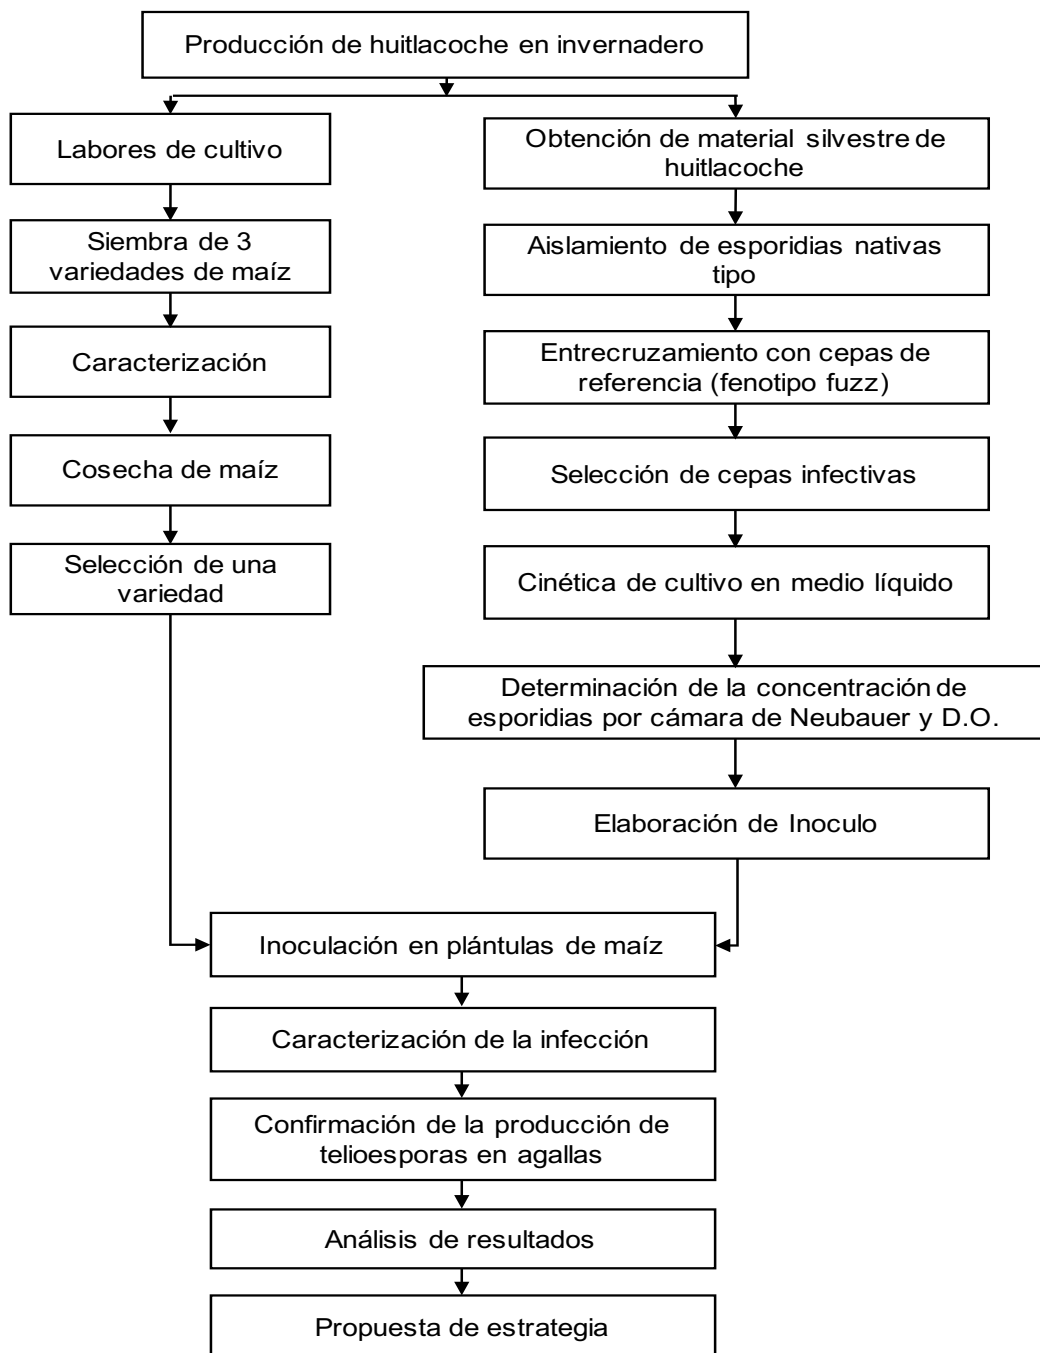 Producción de huitlacoche en invernadero
Labores de cultivo
Siembra de 3
variedades de maíz
Caracterización
Cosecha de maíz
Selección de una
variedad
Obtención de material silvestre de
huitlacoche
Aislamiento de esporidias nativas
tipo
Entrecruzamiento con cepas de
referencia (fenotipo fuzz)
Selección de cepas infectivas
Cinética de cultivo en medio líquido
Determinación de la concentración de
esporidias por cámara de Neubauer y D.O.
Elaboración de Inoculo
Inoculación en plántulas de maíz
Caracterización de la infección
Confirmación de la producción de
telioesporas en agallas
Análisis de resultados
Propuesta de estrategia